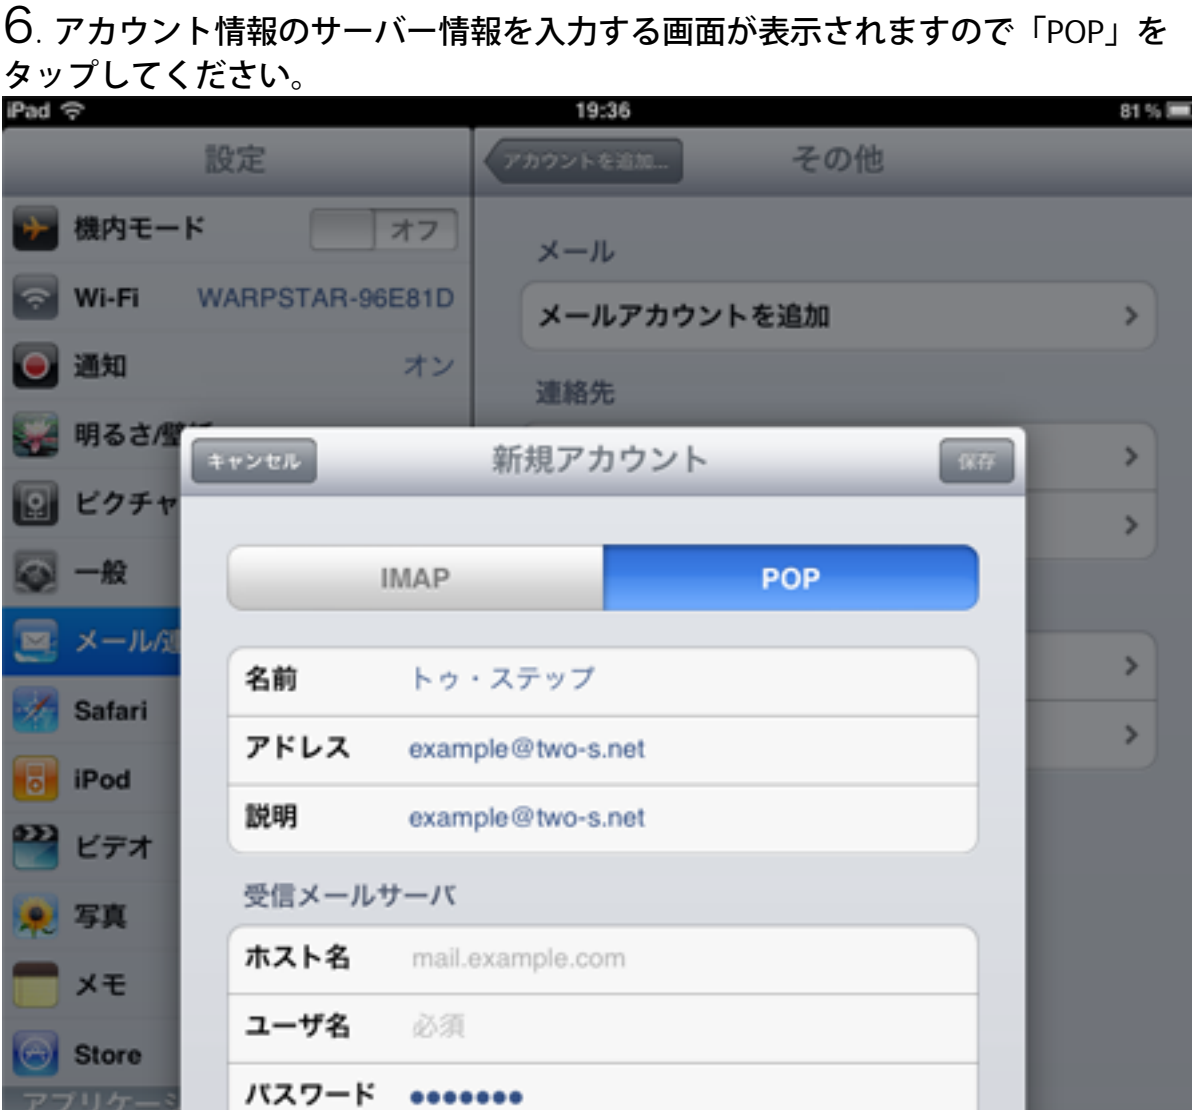 6. アカウント情報のサーバー情報を入力する画面が表示されますので「POP」を
タップしてください。
iPad 19:36 81%
設定 アカウントを追加... その他
機内モード オフ
メール
Wi-Fi WARPSTAR-96E81D
メールアカウントを追加
通知 オン
連絡先
明るさ/壁
キャンセル 新規アカウント 保存
ピクチャ
一般
IMAP POP
メール/連
名前 トゥ・ステップ
Safari
アドレス example@two-s.net
iPod
説明 example@two-s.net
ビデオ
受信メールサーバ
写真
ホスト名 mail.example.com
メモ
ユーザ名 必須
Store
パスワード ●●●●●●●
アプリケーシ